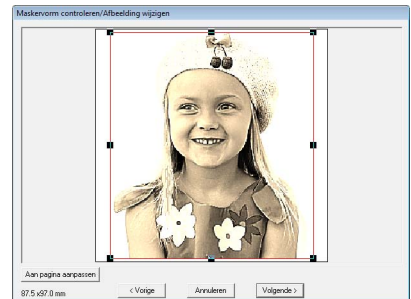 Maskervorm controleren/Afbeelding wijzigen
Aan pagina aanpassen
87.5 x97.0 mm
< Vorige
Annuleren
Volgende >